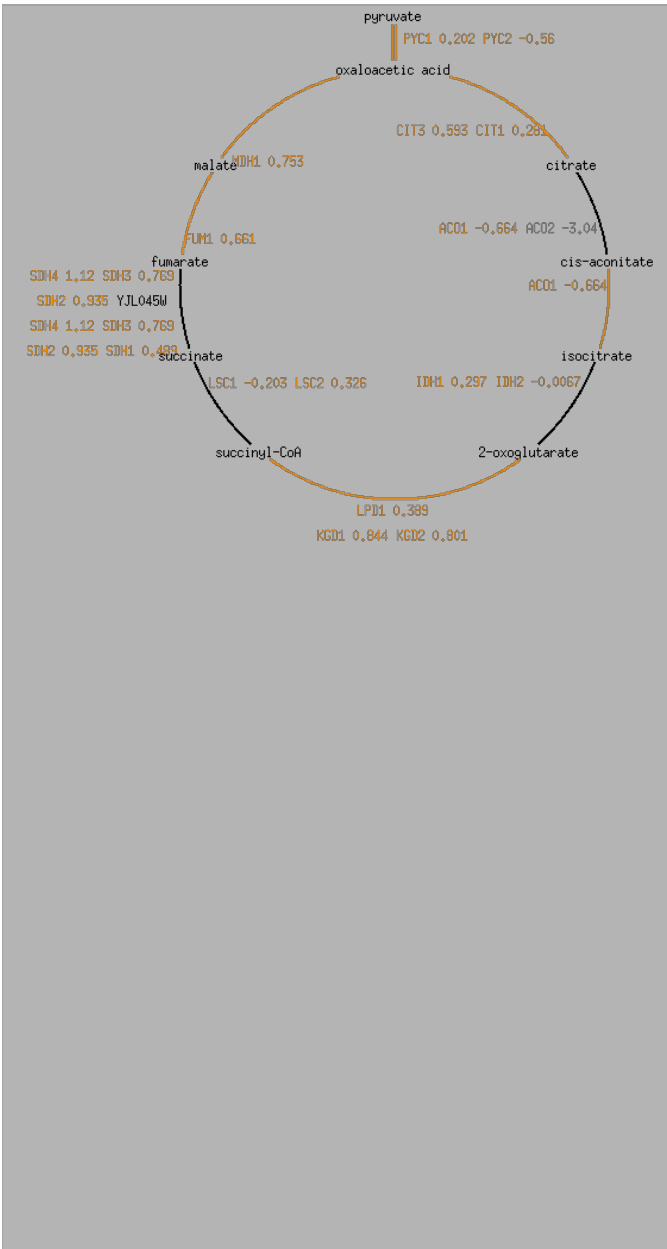 pyruvate
PYC1 0.202 PYC2 -0.56
oxaloacetic acid
CIT3 0.593 CIT1 0.281
malate MDH1 0.753
citrate
ACO1 -0.664 ACO2 -3.04
FUM1 0.661
fumarate
cis-aconitate
SDH4 1.12 SDH3 0.769
ACO1 -0.664
SDH2 0.935 YJL045W
SDH4 1.12 SDH3 0.769
SDH2 0.935 SDH1 0.489
succinate
isocitrate
LSC1 -0.203 LSC2 0.326
IDH1 0.297 IDH2 -0.0067
succinyl-CoA
2-oxoglutarate
LPD1 0.389
KGD1 0.844 KGD2 0.801